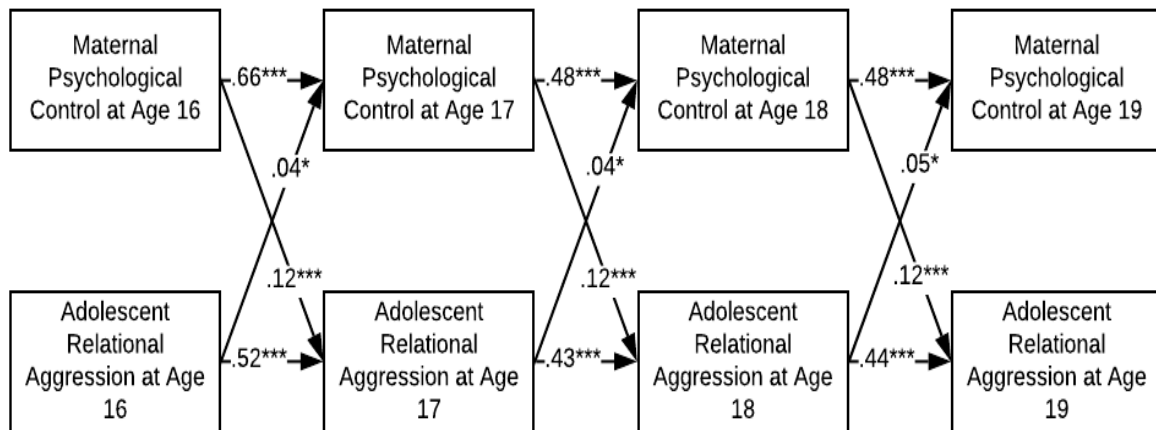 Maternal
Psychological
Control at Age 16
.66***
Maternal
Psychological
Control at Age 17
.48***
Maternal
Psychological
Control at Age 18
.48***
Maternal
Psychological
Control at Age 19
.04*
.04*
.05*
.12***
.12***
.12***
Adolescent
Relational
Aggression at Age
16
.52***
Adolescent
Relational
Aggression at Age
17
.43***
Adolescent
Relational
Aggression at Age
18
.44***
Adolescent
Relational
Aggression at Age
19